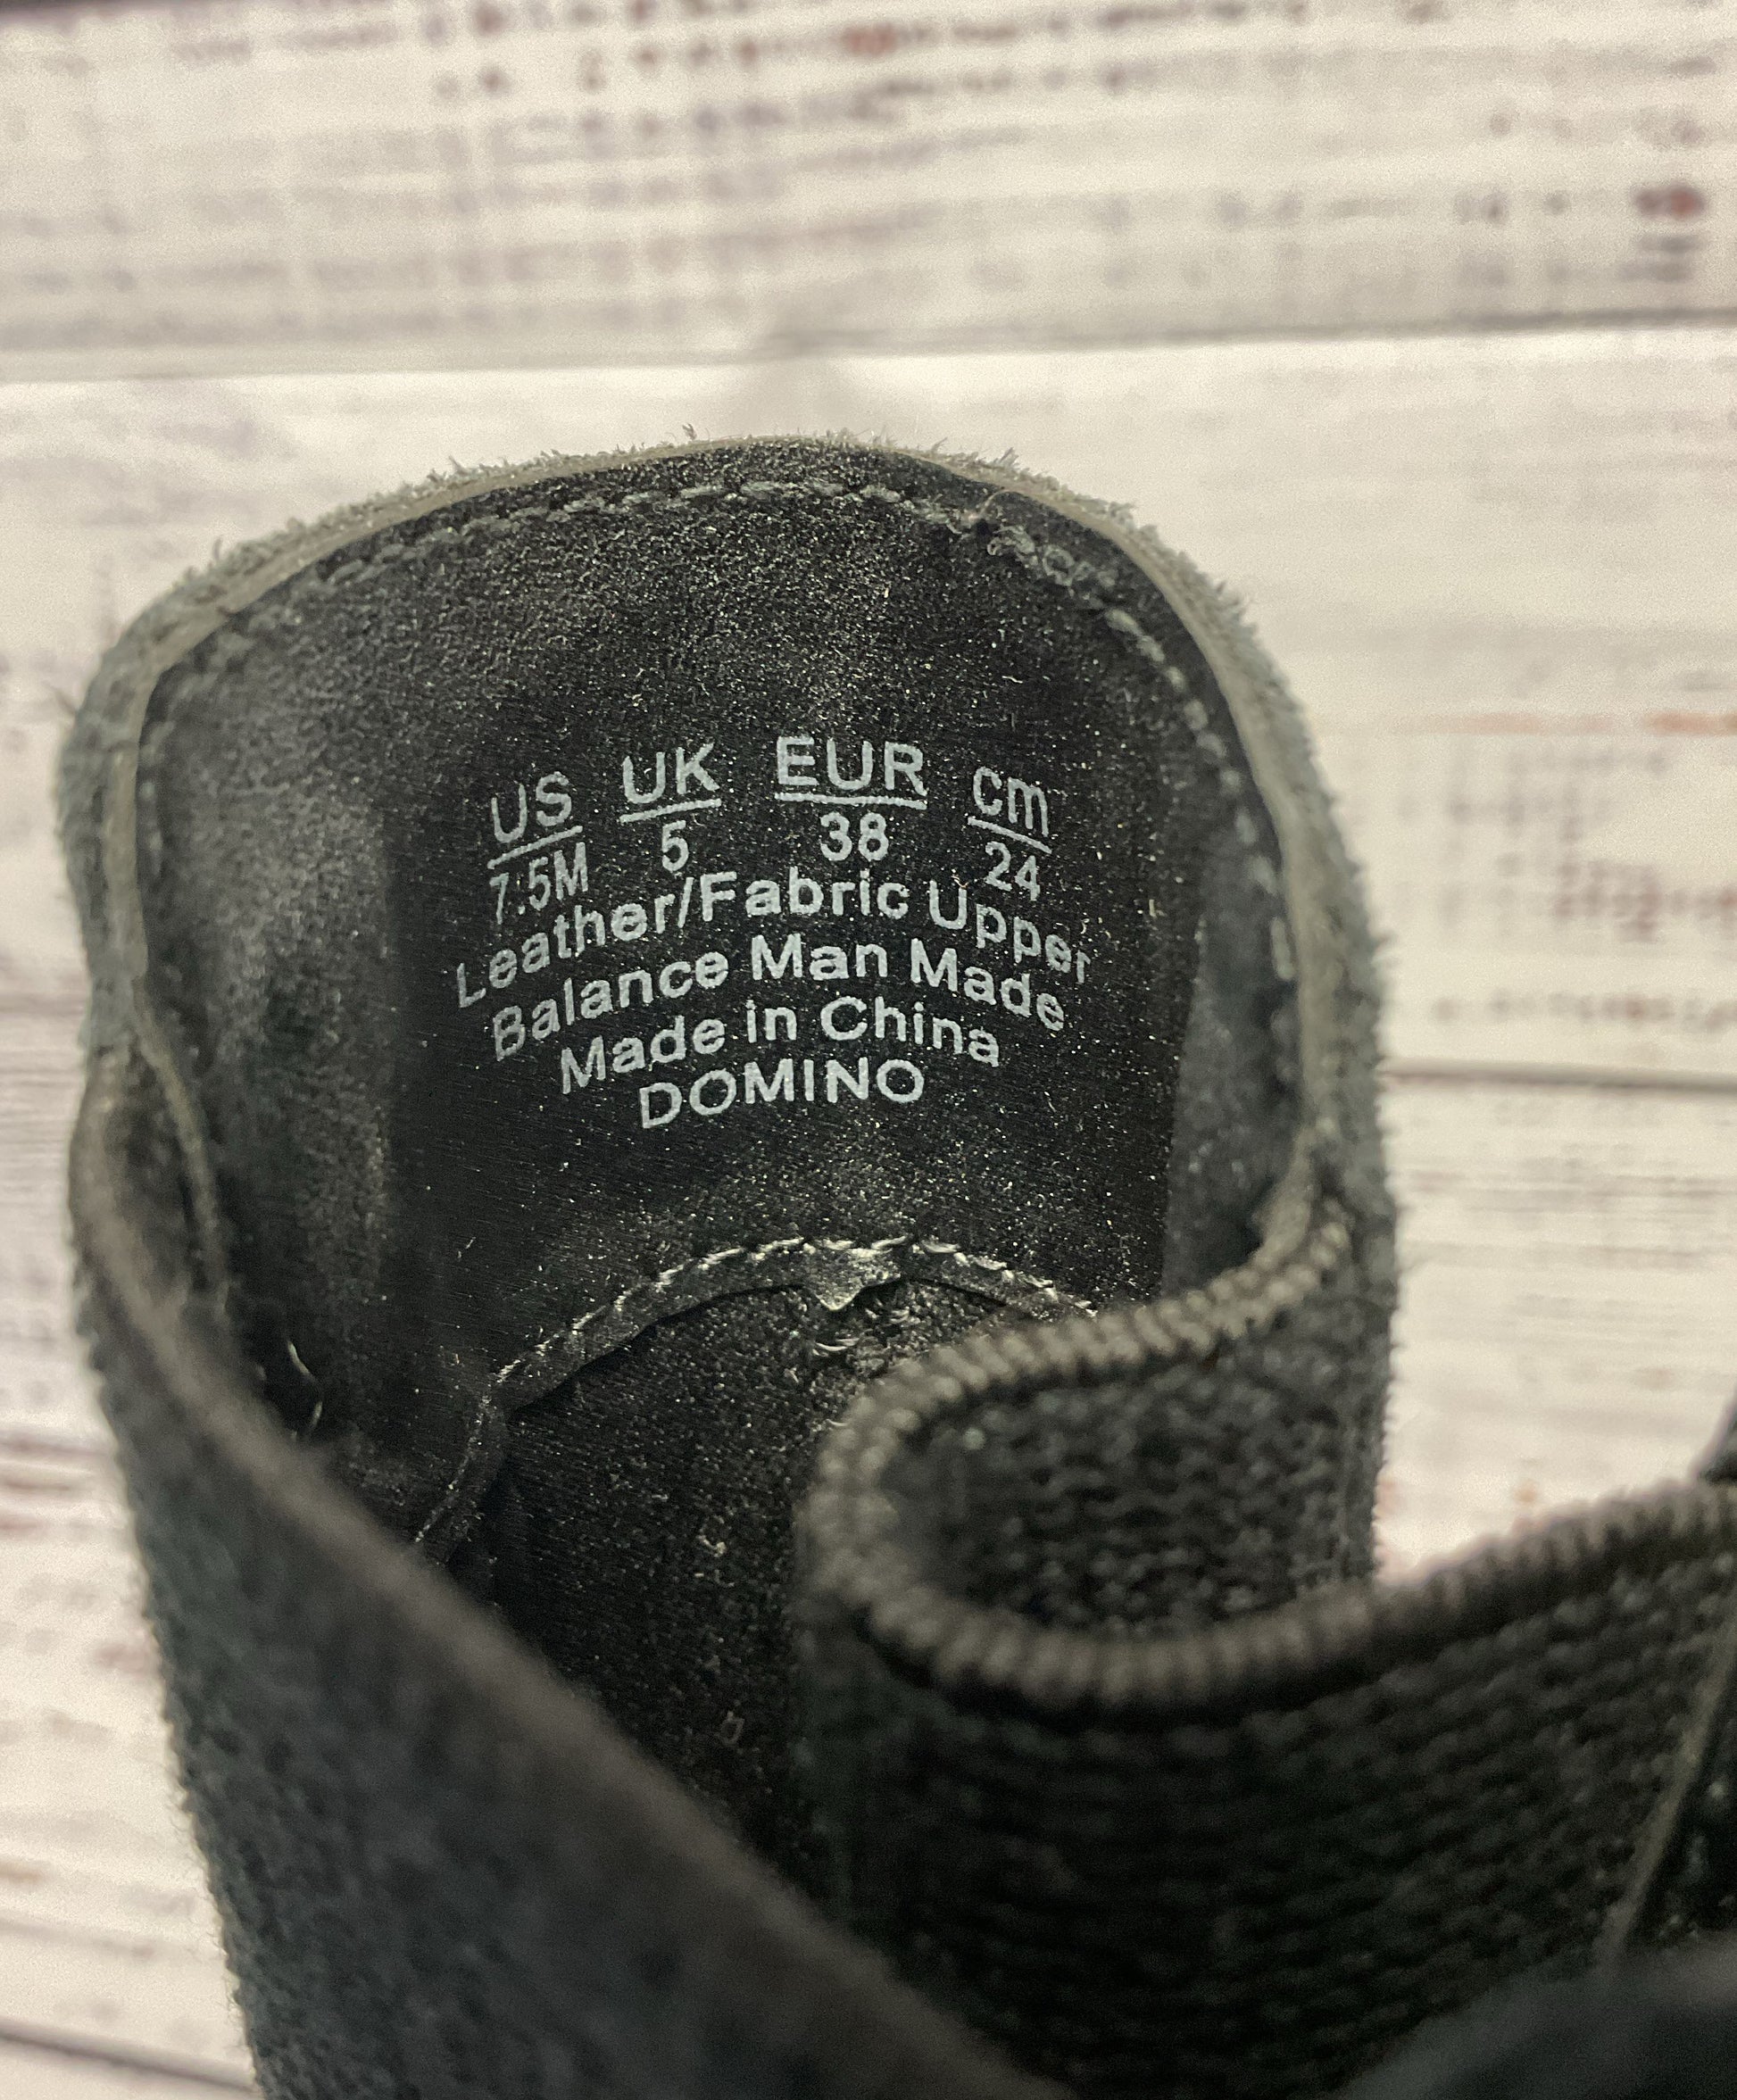 US UK EUR cm
7.5M 5 38 24
Leather/Fabric Upper
Balance Man Made
Made in China
DOMINO